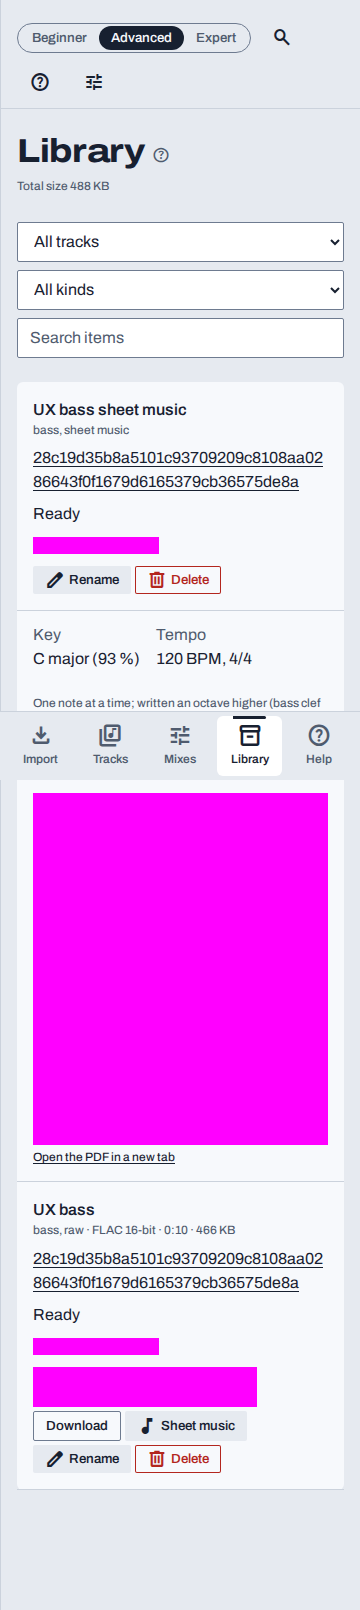 Beginner Advanced Expert
Library
Total size 488 KB
All tracks
All kinds
Search items
UX bass sheet music
bass, sheet music
28c19d35b8a5101c93709209c8108aa02
86643f0f1679d6165379cb36575de8a
Ready
Rename Delete
Key Tempo
C major (93 %) 120 BPM, 4/4
One note at a time; written an octave higher (bass clef
Import Tracks Mixes Library Help
Open the PDF in a new tab
UX bass
bass, raw · FLAC 16-bit · 0:10 · 466 KB
28c19d35b8a5101c93709209c8108aa02
86643f0f1679d6165379cb36575de8a
Ready
Download Sheet music
Rename Delete